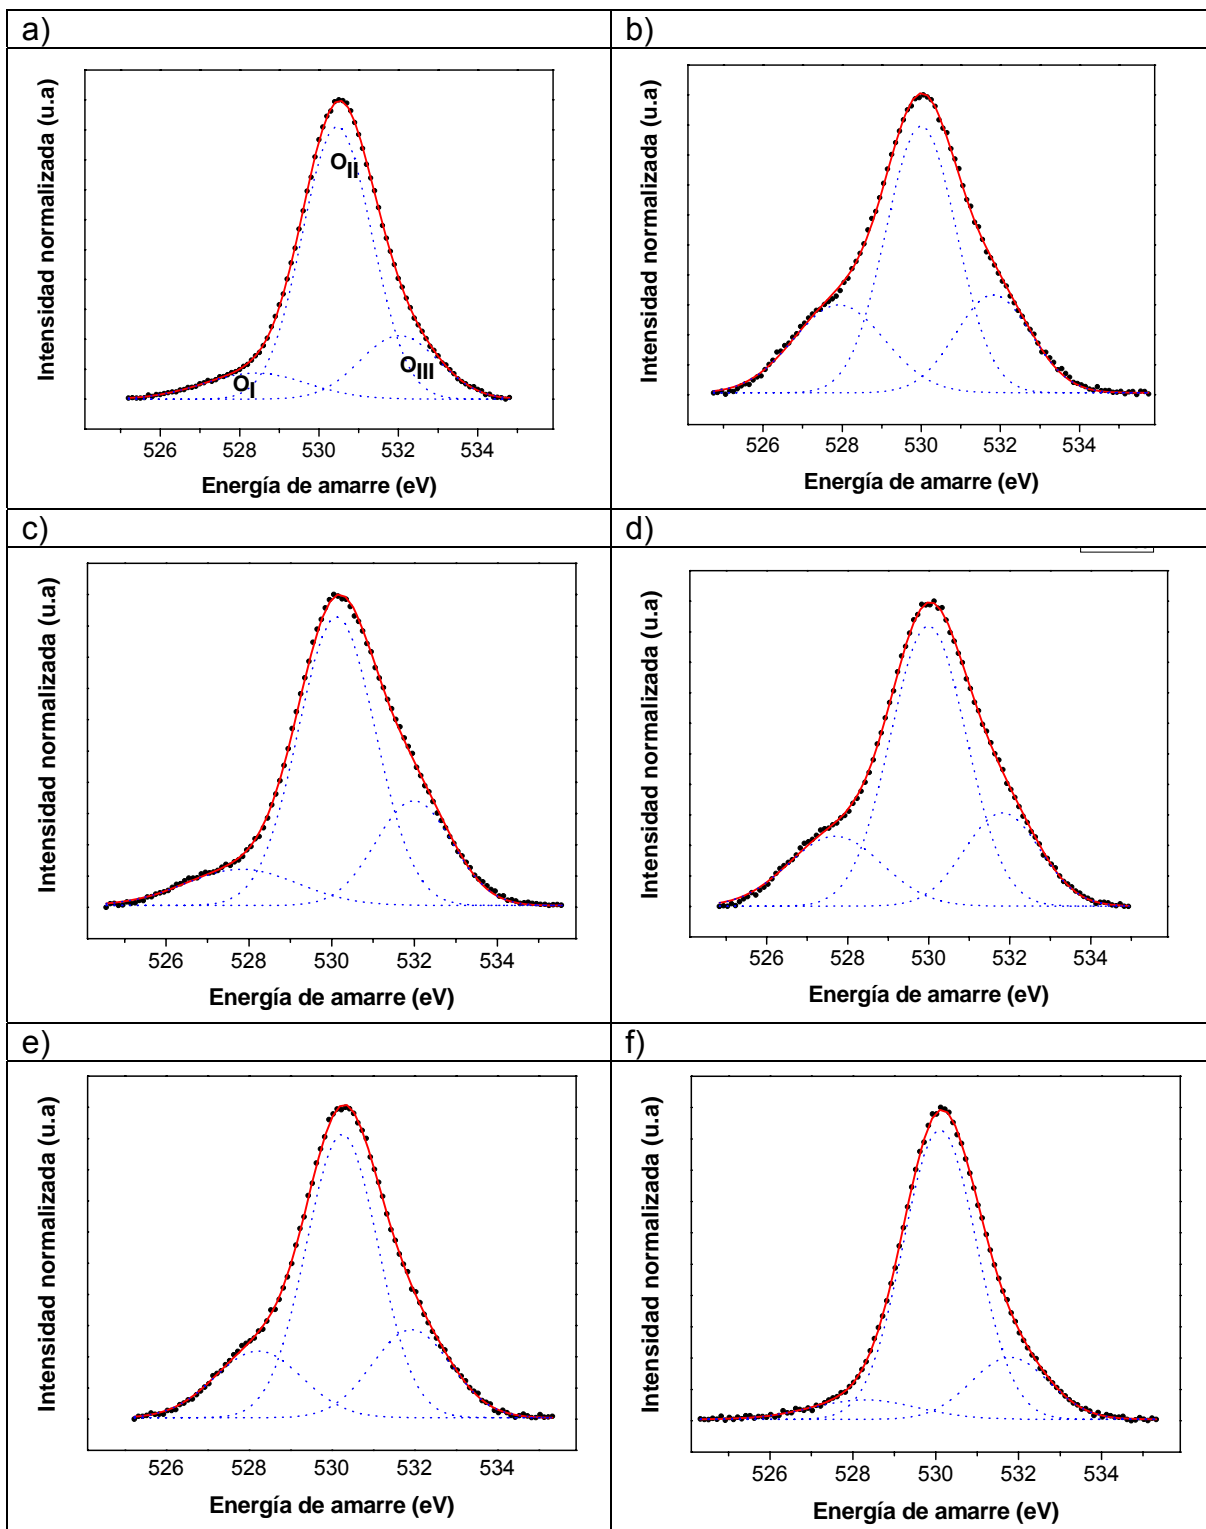 a)
b)
Intensidad normalizada (u.a)
O_II
O_I
O_III
526 528 530 532 534
Energía de amarre (eV)
Intensidad normalizada (u.a)
526 528 530 532 534
Energía de amarre (eV)
c)
d)
Intensidad normalizada (u.a)
526 528 530 532 534
Energía de amarre (eV)
Intensidad normalizada (u.a)
526 528 530 532 534
Energía de amarre (eV)
e)
f)
Intensidad normalizada (u.a)
526 528 530 532 534
Energía de amarre (eV)
Intensidad normalizada (u.a)
526 528 530 532 534
Energía de amarre (eV)